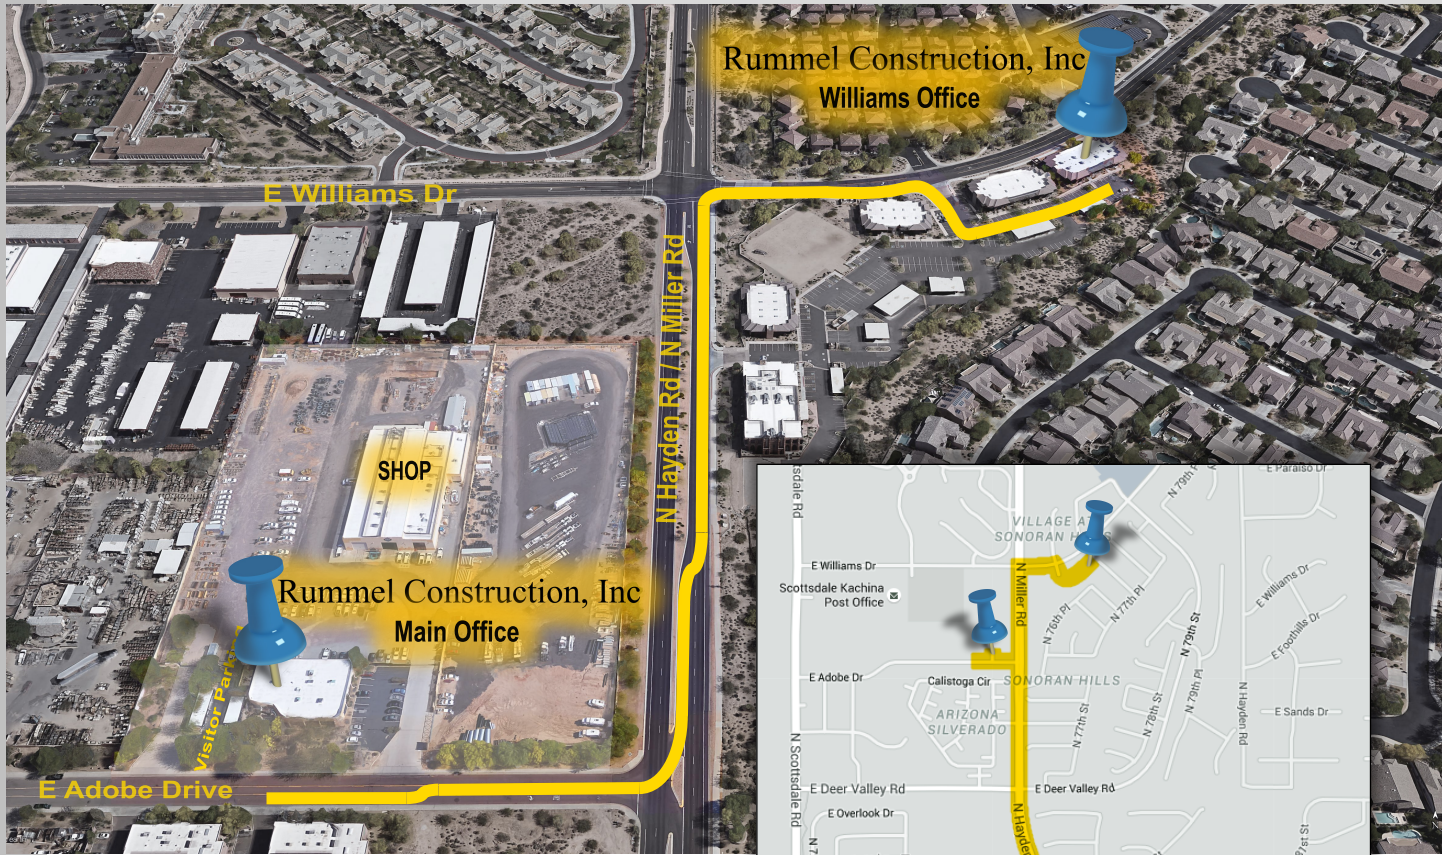 Rummel Construction, Inc
Williams Office
E Williams Dr
N Hayden Rd / N Miller Rd
SHOP
Rummel Construction, Inc
Main Office
Visitor Parking
E Adobe Drive
E Paraiso Dr
N 79th Pl
VILLAGE AT
SONORAN HILLS
E Williams Dr
Scottsdale Kachina
Post Office
N Miller Rd
N 76th Pl
N 77th Pl
N 79th St
E Williams Dr
E Foothills Dr
E Adobe Dr
Calistoga Cir
SONORAN HILLS
ARIZONA
SILVERADO
N 77th St
N 78th St
N 79th Pl
N Hayden Rd
E Sands Dr
N Scottsdale Rd
E Deer Valley Rd
E Deer Valley Rd
E Overlook Dr
N Hayden